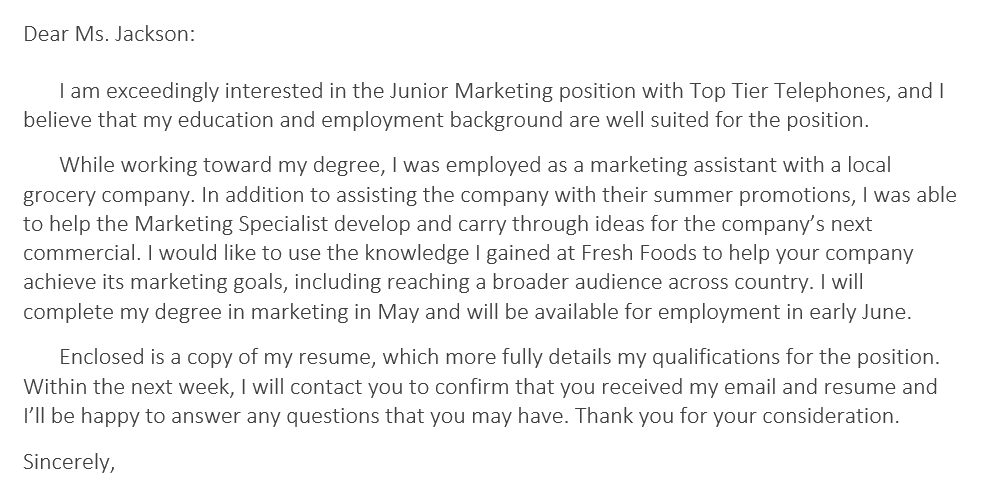 Dear Ms. Jackson:
I am exceedingly interested in the Junior Marketing position with Top Tier Telephones, and I
believe that my education and employment background are well suited for the position.
While working toward my degree, I was employed as a marketing assistant with a local
grocery company. In addition to assisting the company with their summer promotions, I was able
to help the Marketing Specialist develop and carry through ideas for the company’s next
commercial. I would like to use the knowledge I gained at Fresh Foods to help your company
achieve its marketing goals, including reaching a broader audience across country. I will
complete my degree in marketing in May and will be available for employment in early June.
Enclosed is a copy of my resume, which more fully details my qualifications for the position.
Within the next week, I will contact you to confirm that you received my email and resume and
I’ll be happy to answer any questions that you may have. Thank you for your consideration.
Sincerely,